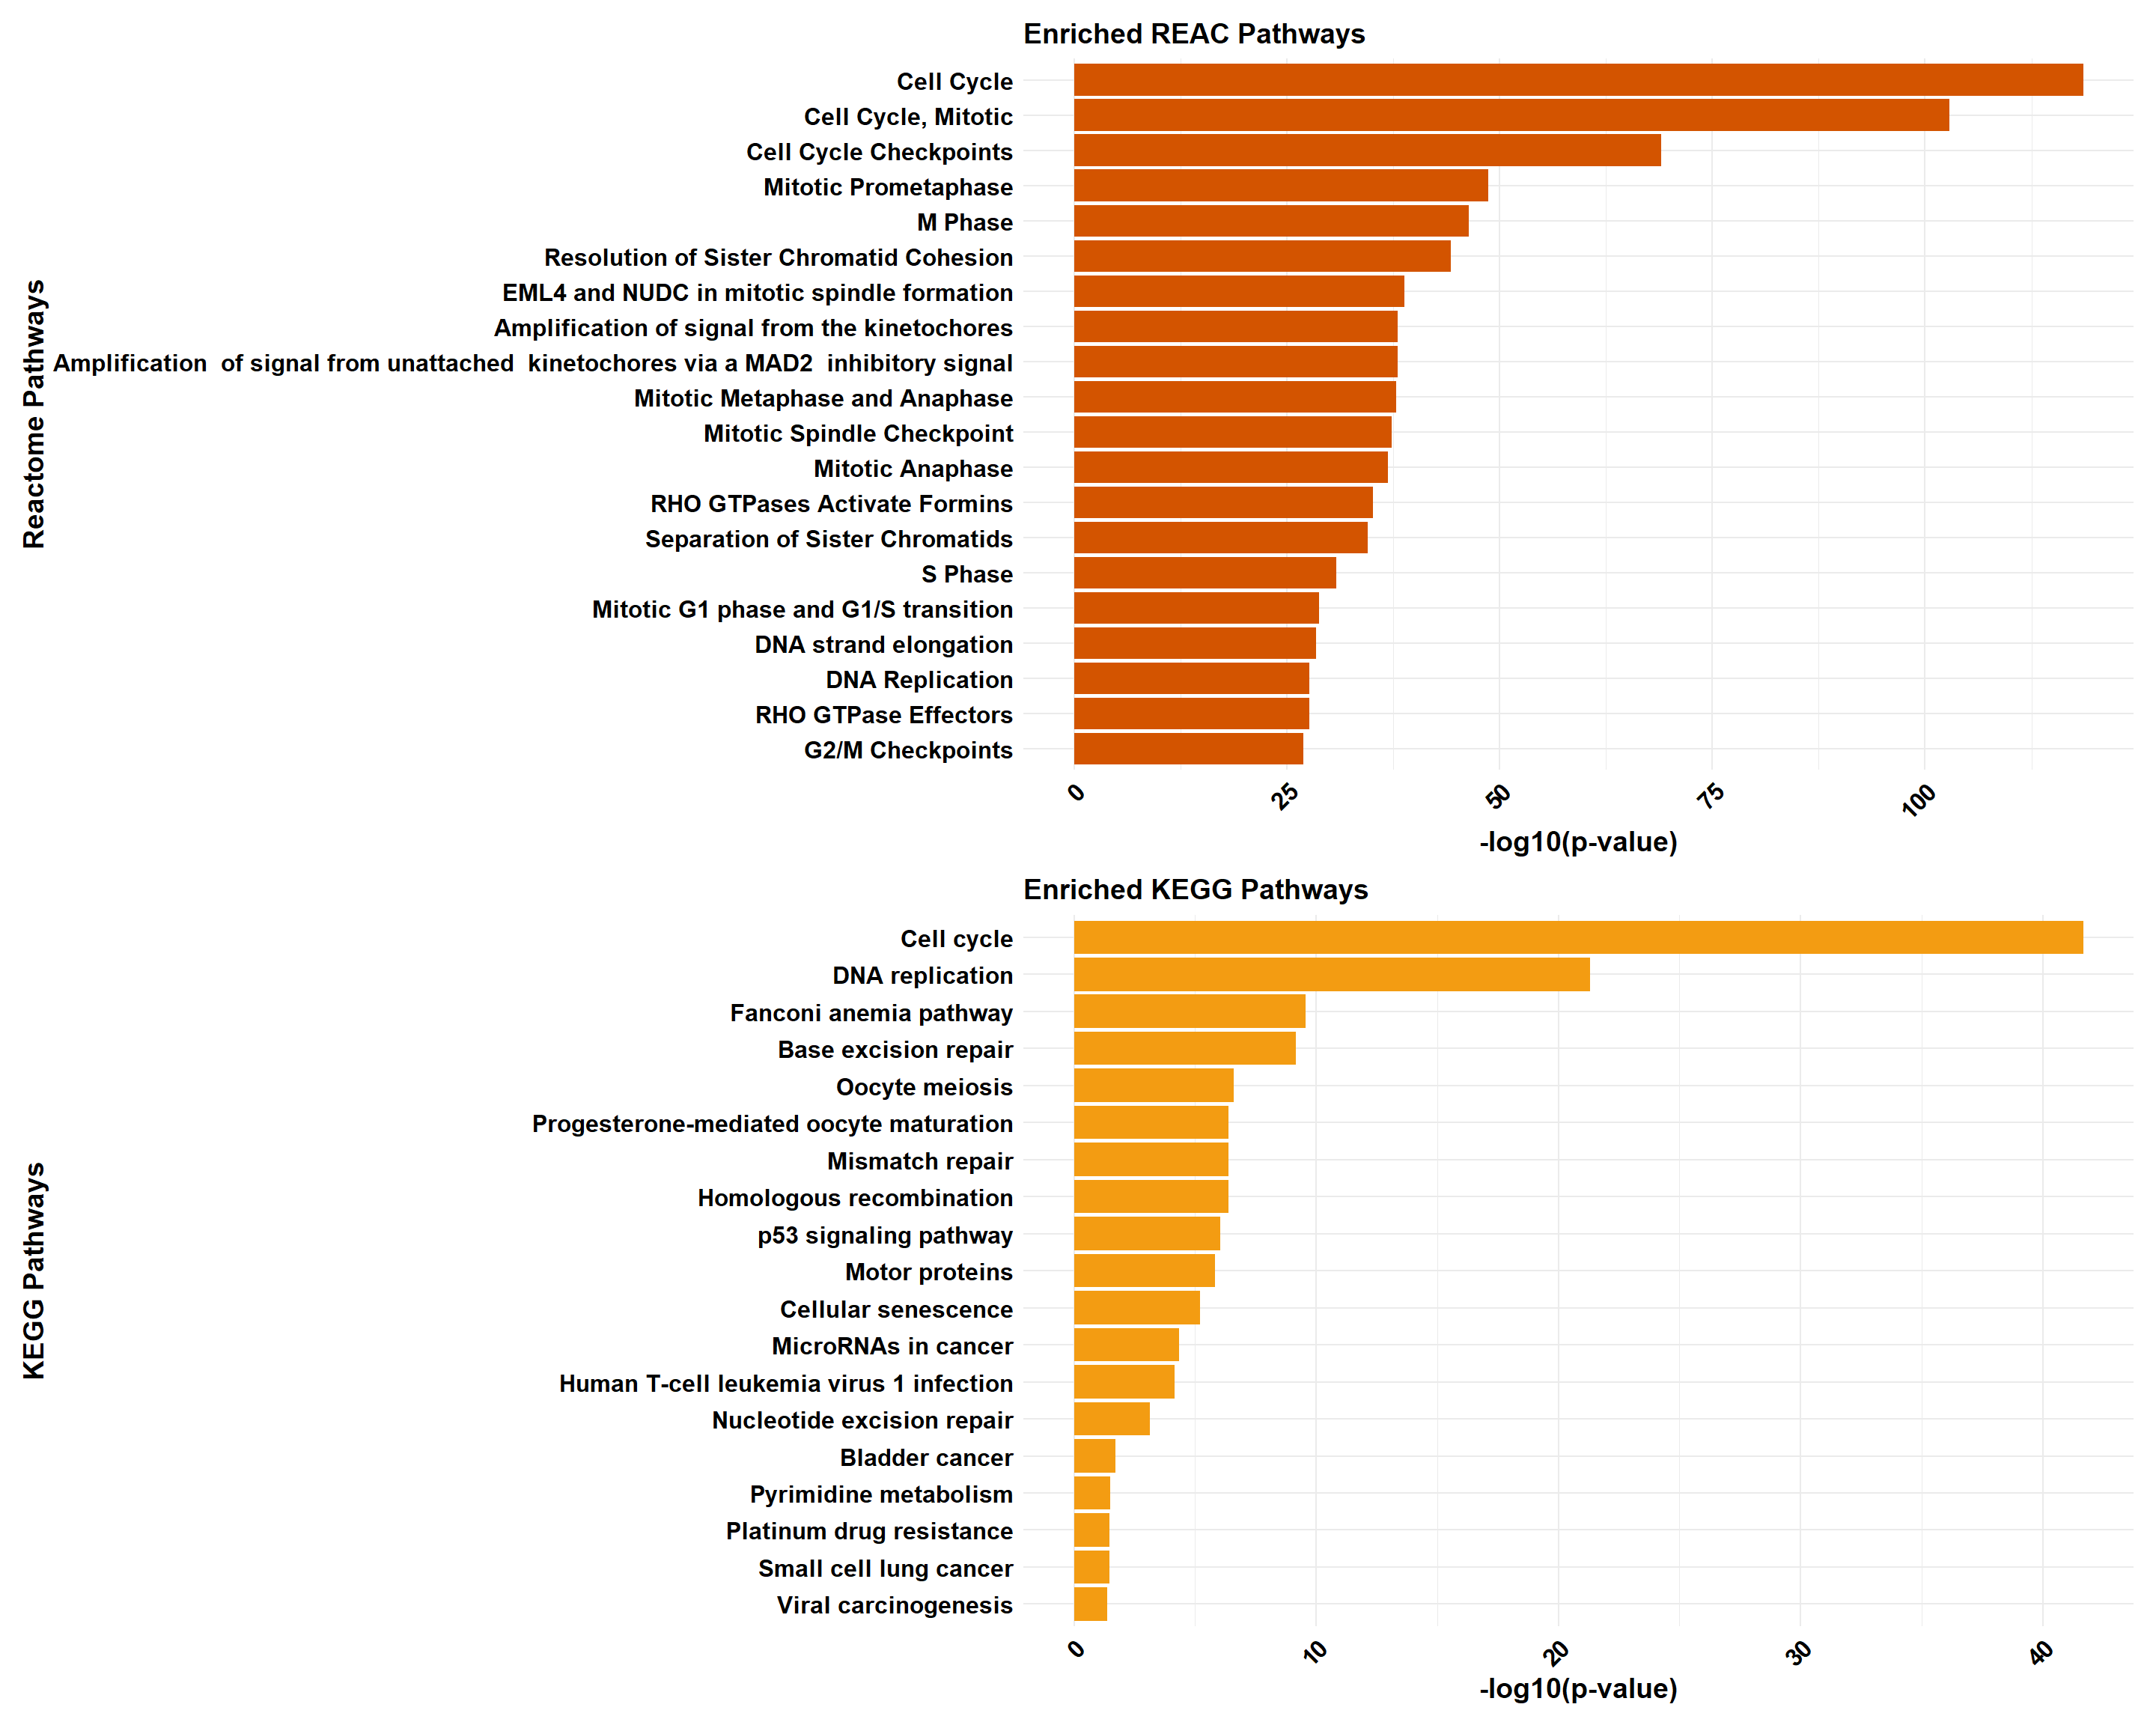 Enriched REAC Pathways
Reactome Pathways
Cell Cycle
Cell Cycle, Mitotic
Cell Cycle Checkpoints
Mitotic Prometaphase
M Phase
Resolution of Sister Chromatid Cohesion
EML4 and NUDC in mitotic spindle formation
Amplification of signal from the kinetochores
Amplification  of signal from unattached  kinetochores via a MAD2  inhibitory signal
Mitotic Metaphase and Anaphase
Mitotic Spindle Checkpoint
Mitotic Anaphase
RHO GTPases Activate Formins
Separation of Sister Chromatids
S Phase
Mitotic G1 phase and G1/S transition
DNA strand elongation
DNA Replication
RHO GTPase Effectors
G2/M Checkpoints
0 25 50 75 100
-log10(p-value)
Enriched KEGG Pathways
KEGG Pathways
Cell cycle
DNA replication
Fanconi anemia pathway
Base excision repair
Oocyte meiosis
Progesterone-mediated oocyte maturation
Mismatch repair
Homologous recombination
p53 signaling pathway
Motor proteins
Cellular senescence
MicroRNAs in cancer
Human T-cell leukemia virus 1 infection
Nucleotide excision repair
Bladder cancer
Pyrimidine metabolism
Platinum drug resistance
Small cell lung cancer
Viral carcinogenesis
0 10 20 30 40
-log10(p-value)